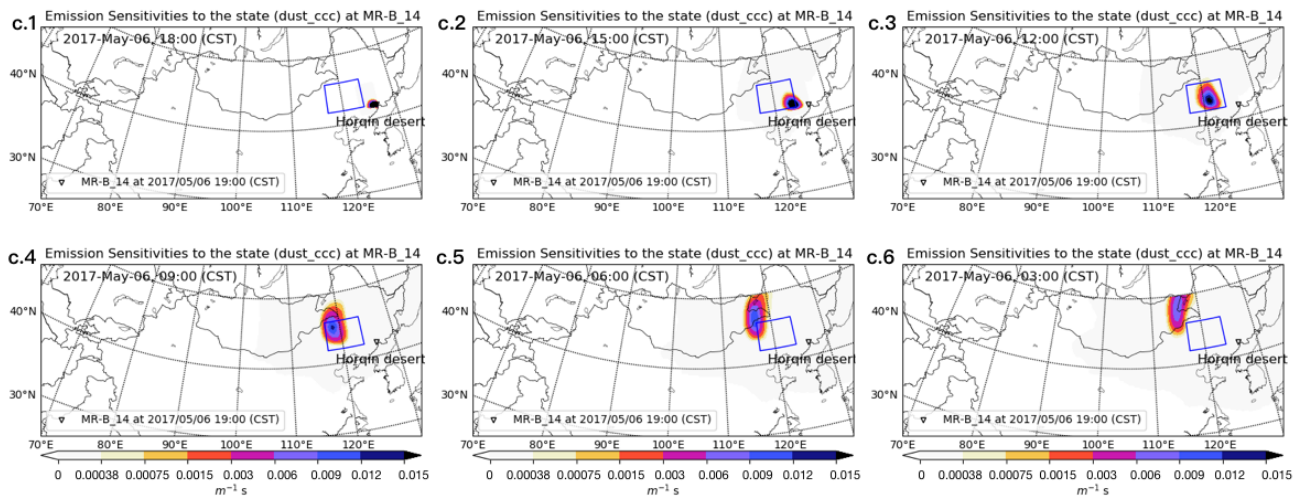 c.1
Emission Sensitivities to the state (dust_ccc) at MR-B_14
2017-May-06, 18:00 (CST)
40°N
30°N
Horqin desert
MR-B_14 at 2017/05/06 19:00 (CST)
70°E 80°E 90°E 100°E 110°E 120°E
c.2
Emission Sensitivities to the state (dust_ccc) at MR-B_14
2017-May-06, 15:00 (CST)
40°N
30°N
Horqin desert
MR-B_14 at 2017/05/06 19:00 (CST)
70°E 80°E 90°E 100°E 110°E 120°E
c.3
Emission Sensitivities to the state (dust_ccc) at MR-B_14
2017-May-06, 12:00 (CST)
40°N
30°N
Horqin desert
MR-B_14 at 2017/05/06 19:00 (CST)
70°E 80°E 90°E 100°E 110°E 120°E
c.4
Emission Sensitivities to the state (dust_ccc) at MR-B_14
2017-May-06, 09:00 (CST)
40°N
30°N
Horqin desert
MR-B_14 at 2017/05/06 19:00 (CST)
70°E 80°E 90°E 100°E 110°E 120°E
0 0.00038 0.00075 0.0015 0.003 0.006 0.009 0.012 0.015
m⁻¹ s
c.5
Emission Sensitivities to the state (dust_ccc) at MR-B_14
2017-May-06, 06:00 (CST)
40°N
30°N
Horqin desert
MR-B_14 at 2017/05/06 19:00 (CST)
70°E 80°E 90°E 100°E 110°E 120°E
0 0.00038 0.00075 0.0015 0.003 0.006 0.009 0.012 0.015
m⁻¹ s
c.6
Emission Sensitivities to the state (dust_ccc) at MR-B_14
2017-May-06, 03:00 (CST)
40°N
30°N
Horqin desert
MR-B_14 at 2017/05/06 19:00 (CST)
70°E 80°E 90°E 100°E 110°E 120°E
0 0.00038 0.00075 0.0015 0.003 0.006 0.009 0.012 0.015
m⁻¹ s